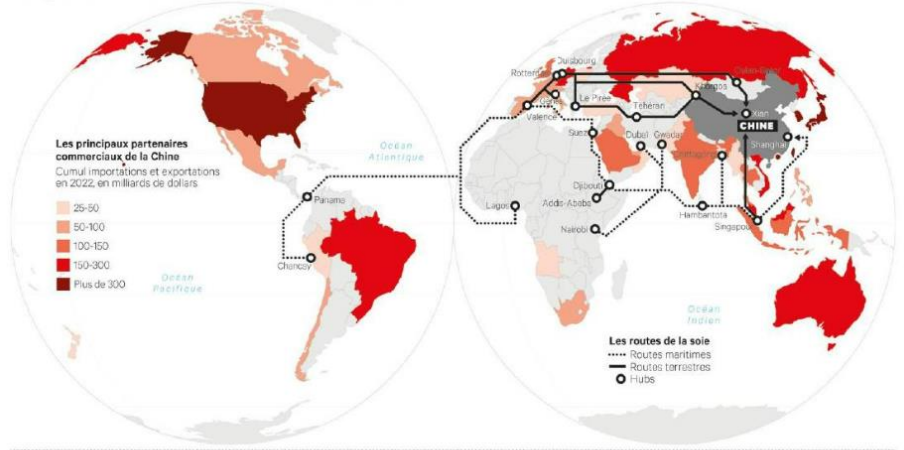 Les principaux partenaires
commerciaux de la Chine
Cumul importations et exportations
en 2022, en milliards de dollars
25-50
50-100
100-150
150-300
Plus de 300
Océan
Atlantique
Océan
Pacifique
Panama
Chancay
Rotterdam
Duisbourg
Gênes
Valence
Le Pirée
Téhéran
Khorgos
Xian
CHINE
Shanghai
Suez
Dubaï
Gwadar
Chittagong
Djibouti
Addis-Abeba
Lagos
Nairobi
Hambantota
Singapour
Océan
Indien
Les routes de la soie
Routes maritimes
Routes terrestres
Hubs